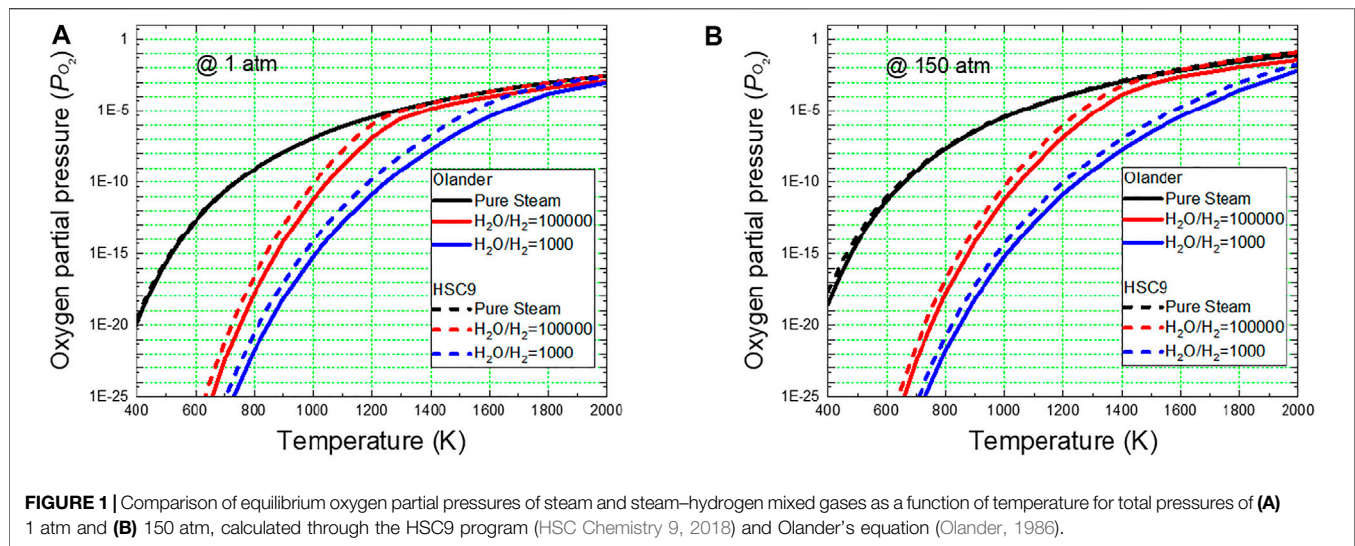 A
@ 1 atm
Oxygen partial pressure (P_O₂)
1
1E-5
1E-10
1E-15
1E-20
1E-25
Olander
Pure Steam
H₂O/H₂=100000
H₂O/H₂=1000
HSC9
Pure Steam
H₂O/H₂=100000
H₂O/H₂=1000
400 600 800 1000 1200 1400 1600 1800 2000
Temperature (K)
B
@ 150 atm
Oxygen partial pressure (P_O₂)
1
1E-5
1E-10
1E-15
1E-20
1E-25
Olander
Pure Steam
H₂O/H₂=100000
H₂O/H₂=1000
HSC9
Pure Steam
H₂O/H₂=100000
H₂O/H₂=1000
400 600 800 1000 1200 1400 1600 1800 2000
Temperature (K)
FIGURE 1 | Comparison of equilibrium oxygen partial pressures of steam and steam–hydrogen mixed gases as a function of temperature for total pressures of (A)
1 atm and (B) 150 atm, calculated through the HSC9 program (HSC Chemistry 9, 2018) and Olander's equation (Olander, 1986).